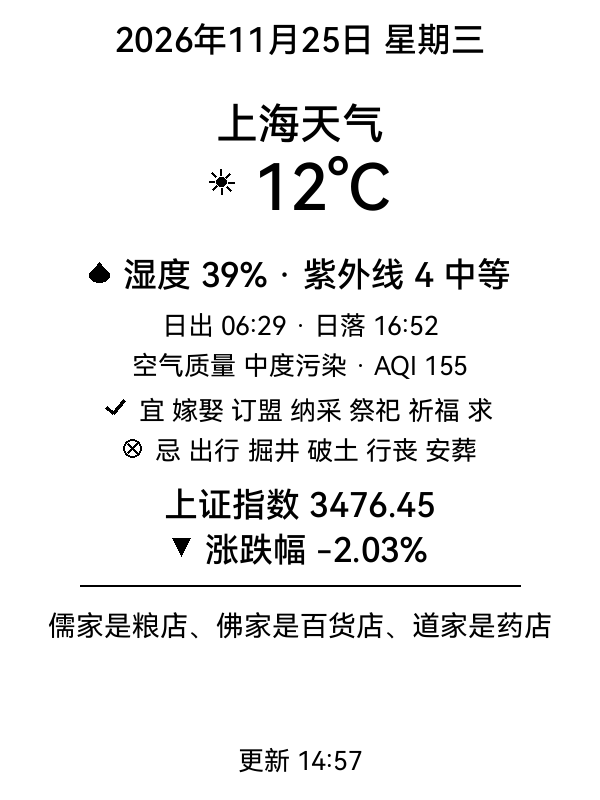 2026年11月25日 星期三
上海天气
12°C
湿度 39% · 紫外线 4 中等
日出 06:29 · 日落 16:52
空气质量 中度污染 · AQI 155
宜 嫁娶 订盟 纳采 祭祀 祈福 求
忌 出行 掘井 破土 行丧 安葬
上证指数 3476.45
▼ 涨跌幅 -2.03%
儒家是粮店、佛家是百货店、道家是药店
更新 14:57